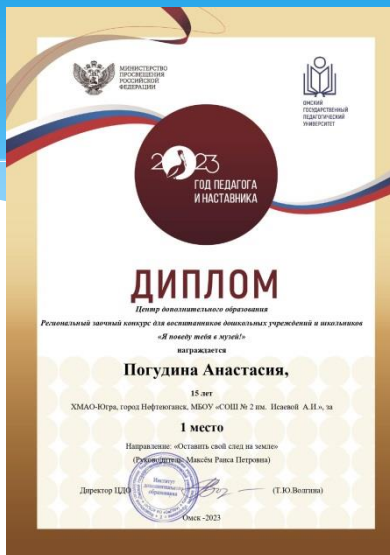 МИНИСТЕРСТВО
ПРОСВЕЩЕНИЯ
РОССИЙСКОЙ
ФЕДЕРАЦИИ
ОМСКИЙ
ГОСУДАРСТВЕННЫЙ
ПЕДАГОГИЧЕСКИЙ
УНИВЕРСИТЕТ
2023
ГОД ПЕДАГОГА
И НАСТАВНИКА
ДИПЛОМ
Центр дополнительного образования
Региональный заочный конкурс для воспитанников дошкольных учреждений и школьников
«Я поведу тебя в музей!»
награждается
Погудина Анастасия,
15 лет
ХМАО-Югра, город Нефтеюганск, МБОУ «СОШ № 2 им. Исаевой А.И.», за
1 место
Направление: «Оставить свой след на земле»
(Руководитель: Максём Раиса Петровна)
Институт
дополнительного
образования
Директор ЦДО (Т.Ю.Волгина)
Омск -2023